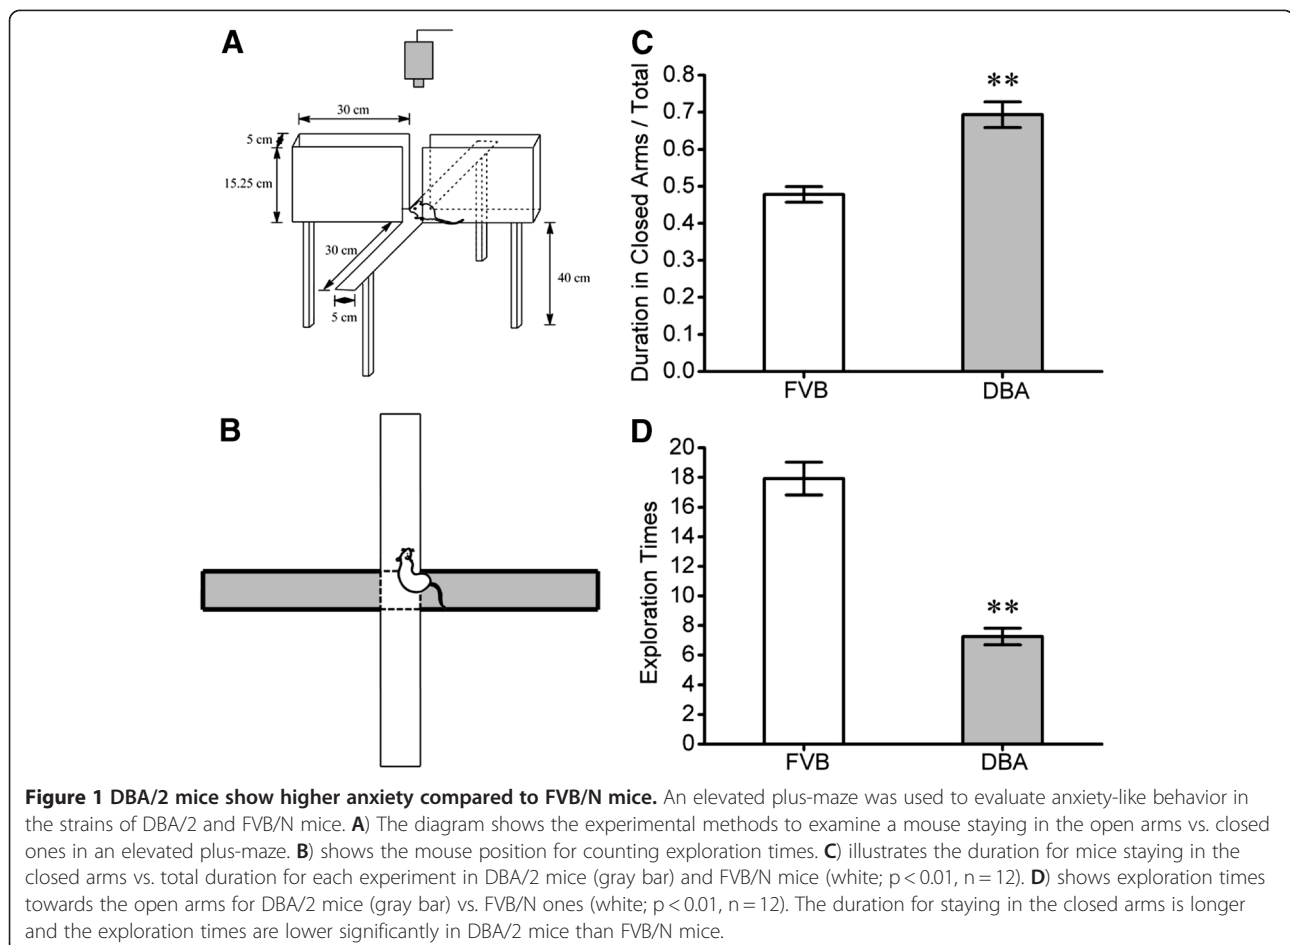 A
30 cm
5 cm
15.25 cm
30 cm
40 cm
5 cm
B
C
Duration in Closed Arms / Total
0.8
0.7
0.6
0.5
0.4
0.3
0.2
0.1
0.0
**
FVB
DBA
D
Exploration Times
20
18
16
14
12
10
8
6
4
2
0
**
FVB
DBA
Figure 1 DBA/2 mice show higher anxiety compared to FVB/N mice. An elevated plus-maze was used to evaluate anxiety-like behavior in
the strains of DBA/2 and FVB/N mice. A) The diagram shows the experimental methods to examine a mouse staying in the open arms vs. closed
ones in an elevated plus-maze. B) shows the mouse position for counting exploration times. C) illustrates the duration for mice staying in the
closed arms vs. total duration for each experiment in DBA/2 mice (gray bar) and FVB/N mice (white; p < 0.01, n = 12). D) shows exploration times
towards the open arms for DBA/2 mice (gray bar) vs. FVB/N ones (white; p < 0.01, n = 12). The duration for staying in the closed arms is longer
and the exploration times are lower significantly in DBA/2 mice than FVB/N mice.